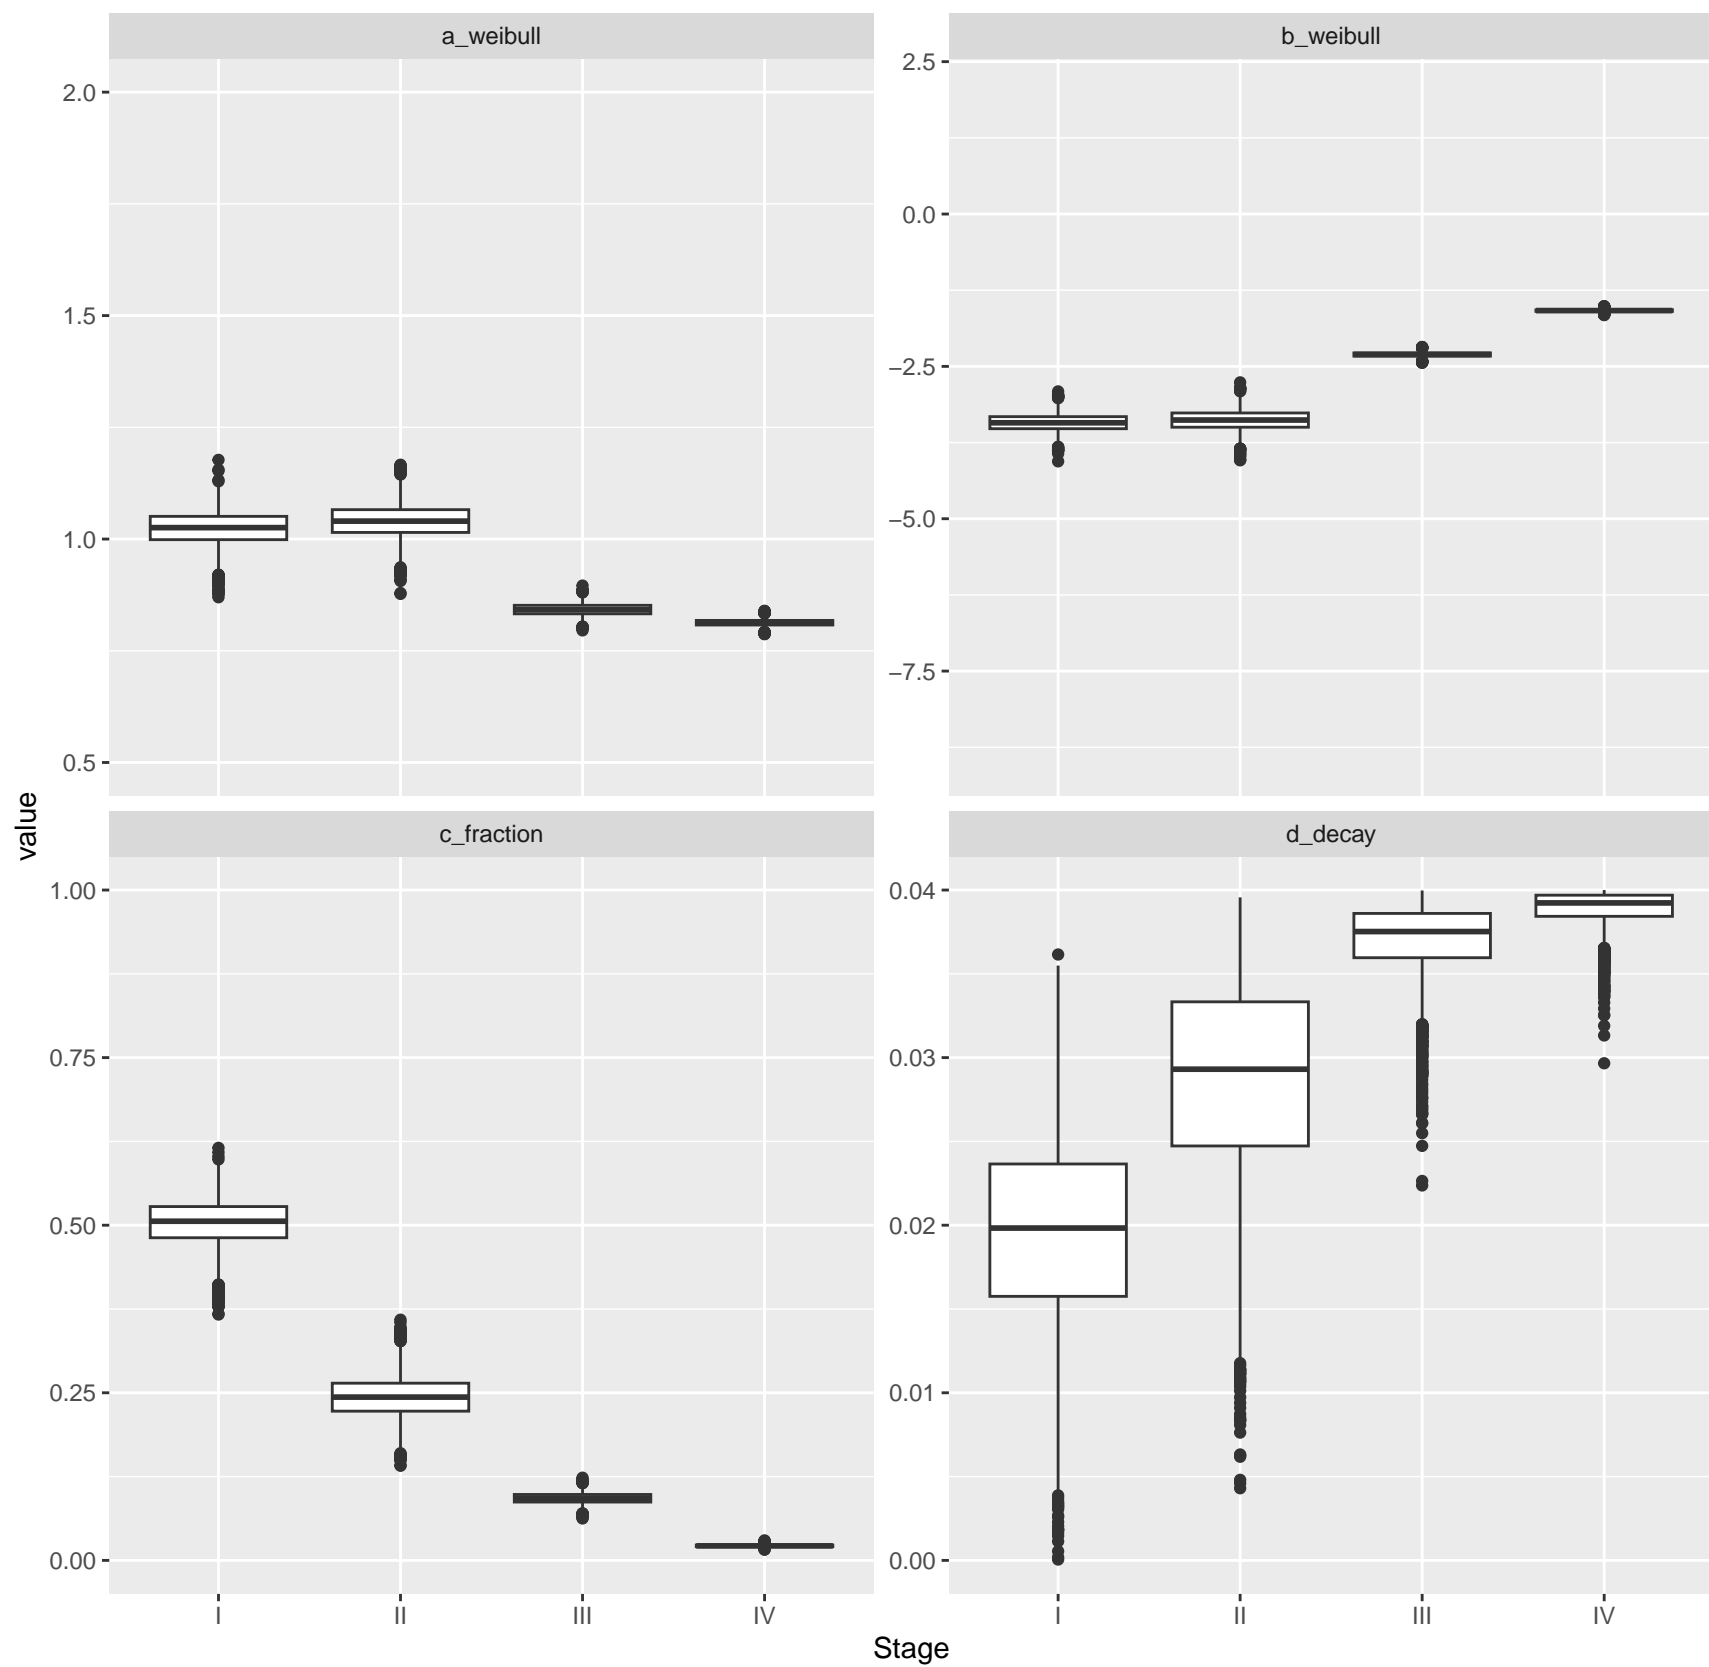 a_weibull
b_weibull
2.0
1.5
1.0
0.5
2.5
0.0
−2.5
−5.0
−7.5
value
c_fraction
d_decay
1.00
0.75
0.50
0.25
0.00
0.04
0.03
0.02
0.01
0.00
I II III IV
I II III IV
Stage